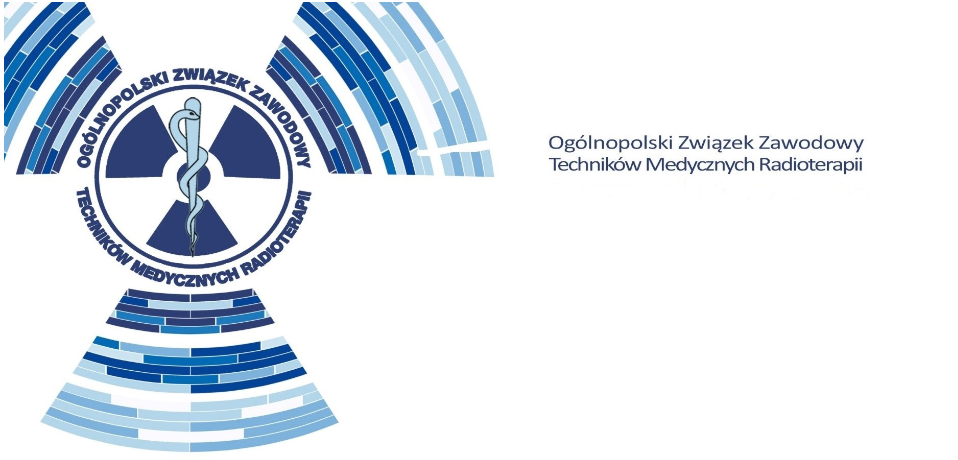 OGÓLNOPOLSKI ZWIĄZEK ZAWODOWY
TECHNIKÓW MEDYCZNYCH RADIOTERAPII
Ogólnopolski Związek Zawodowy
Techników Medycznych Radioterapii